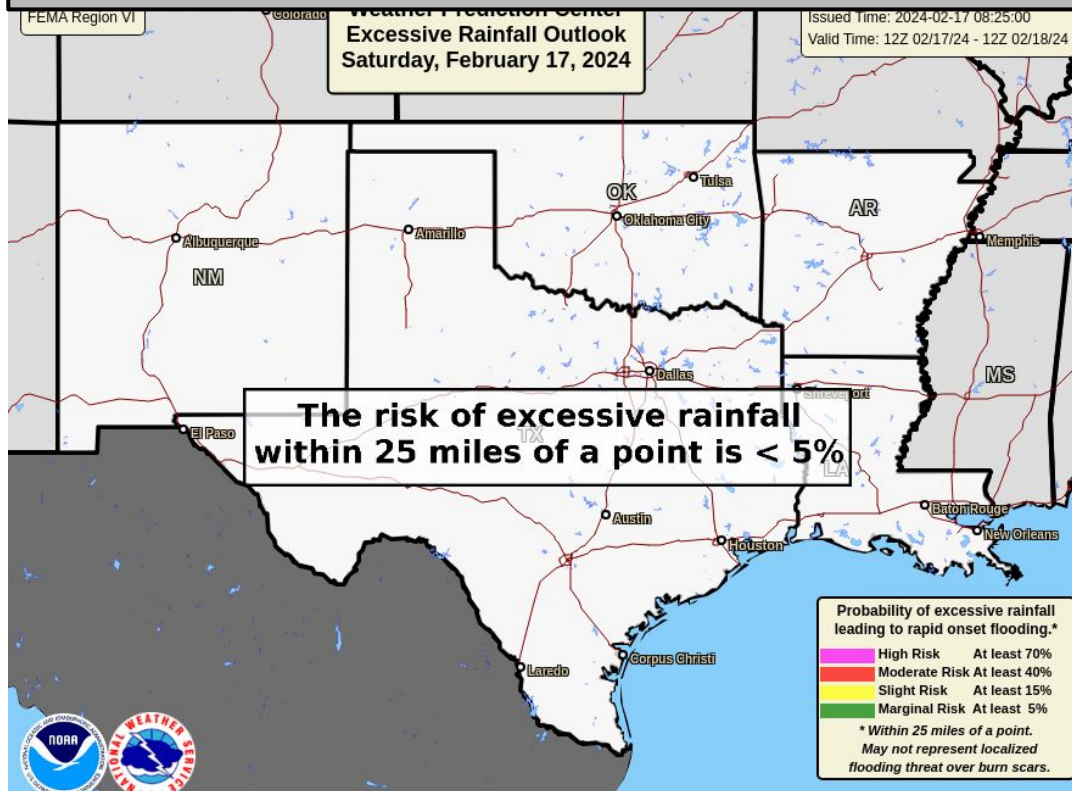 Weather Prediction Center
Excessive Rainfall Outlook
Saturday, February 17, 2024
FEMA Region VI
Issued Time: 2024-02-17 08:25:00
Valid Time: 12Z 02/17/24 - 12Z 02/18/24
Colorado
Tulsa
OK
Oklahoma City
AR
Amarillo
Albuquerque
Memphis
NM
Dallas
MS
Shreveport
The risk of excessive rainfall
within 25 miles of a point is < 5%
El Paso
TX
LA
Austin
Baton Rouge
Houston
New Orleans
Laredo
Corpus Christi
Probability of excessive rainfall
leading to rapid onset flooding.*
High Risk At least 70%
Moderate Risk At least 40%
Slight Risk At least 15%
Marginal Risk At least 5%
* Within 25 miles of a point.
May not represent localized
flooding threat over burn scars.
NOAA
NATIONAL WEATHER SERVICE